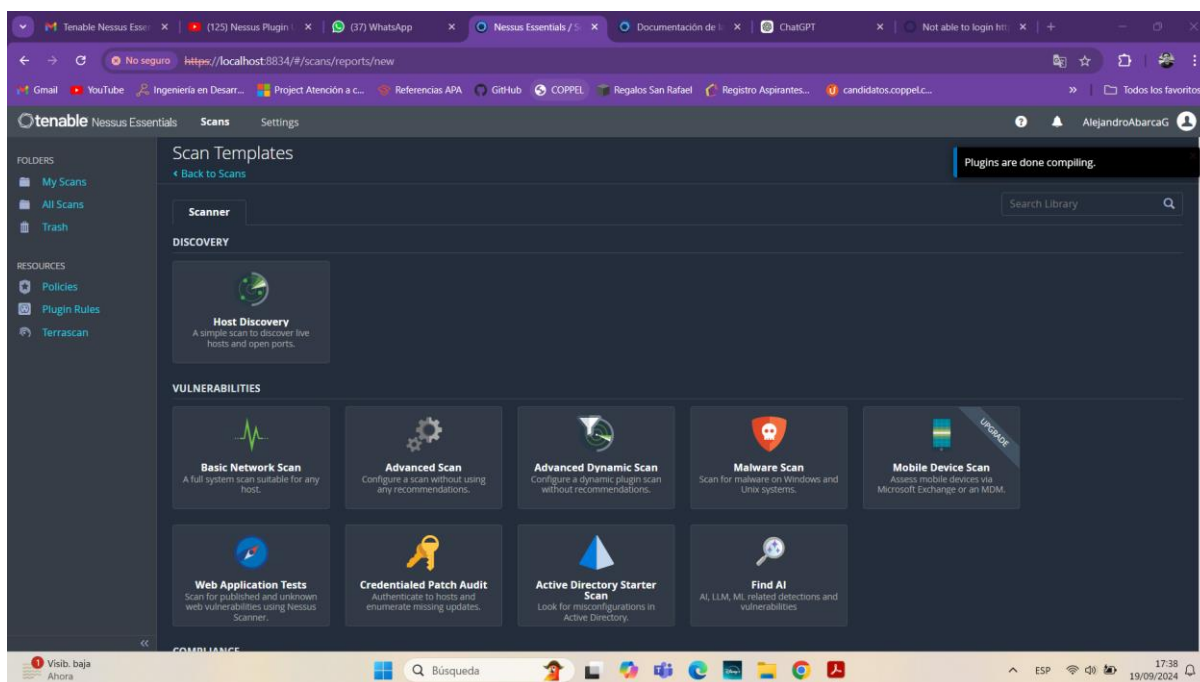 Tenable Nessus Esser
(125) Nessus Plugin
(37) WhatsApp
Nessus Essentials / S
Documentación de l
ChatGPT
Not able to login htt
No seguro https://localhost:8834/#/scans/reports/new
Gmail YouTube Ingeniería en Desarr... Project Atención a c... Referencias APA GitHub COPPEL Regalos San Rafael Registro Aspirantes... candidatos.coppel.c... » Todos los favoritos
tenable Nessus Essentials Scans Settings AlejandroAbarcaG
FOLDERS
My Scans
All Scans
Trash
RESOURCES
Policies
Plugin Rules
Terrascan
Scan Templates
Back to Scans
Plugins are done compiling.
Scanner
Search Library
DISCOVERY
Host Discovery
A simple scan to discover live
hosts and open ports.
VULNERABILITIES
Basic Network Scan
A full system scan suitable for any
host.
Advanced Scan
Configure a scan without using
any recommendations.
Advanced Dynamic Scan
Configure a dynamic plugin scan
without recommendations.
Malware Scan
Scan for malware on Windows and
Unix systems.
UPGRADE
Mobile Device Scan
Assess mobile devices via
Microsoft Exchange or an MDM.
Web Application Tests
Scan for published and unknown
web vulnerabilities using Nessus
Scanner.
Credentialed Patch Audit
Authenticate to hosts and
enumerate missing updates.
Active Directory Starter
Scan
Look for misconfigurations in
Active Directory.
Find AI
AI, LLM, ML related detections and
vulnerabilities
COMPLIANCE
1 Visib. baja
Ahora
Búsqueda
ESP
17:38
19/09/2024